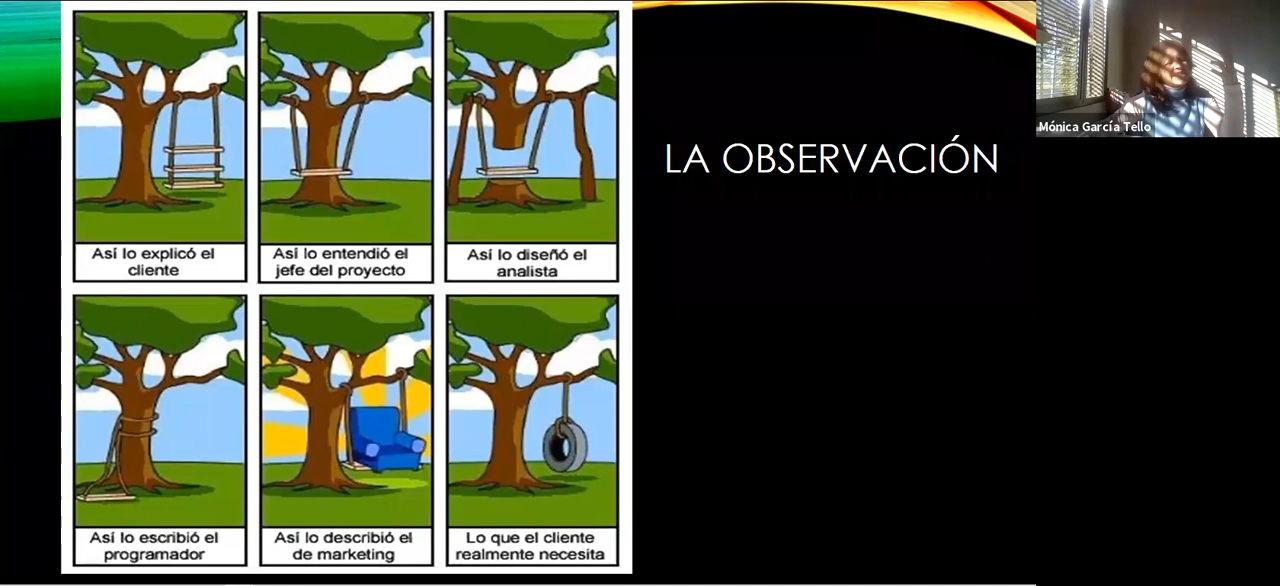 Así lo explicó el
cliente
Así lo entendió el
jefe del proyecto
Así lo diseñó el
analista
Así lo escribió el
programador
Así lo describió el
de marketing
Lo que el cliente
realmente necesita
LA OBSERVACIÓN
Mónica García Tello